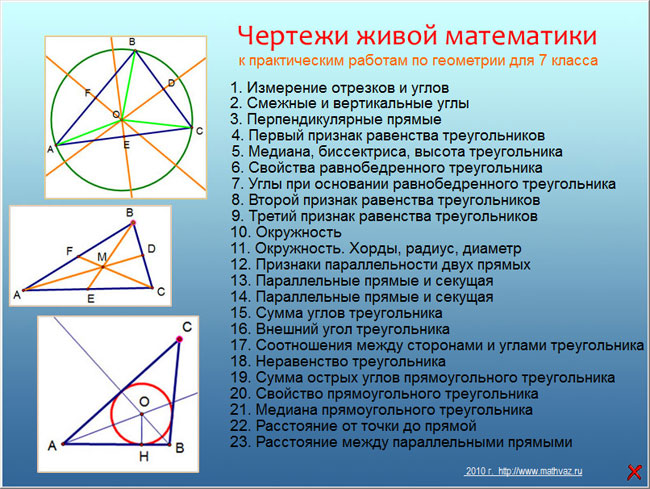 Чертежи живой математики
к практическим работам по геометрии для 7 класса
1. Измерение отрезков и углов
2. Смежные и вертикальные углы
3. Перпендикулярные прямые
4. Первый признак равенства треугольников
5. Медиана, биссектриса, высота треугольника
6. Свойства равнобедренного треугольника
7. Углы при основании равнобедренного треугольника
8. Второй признак равенства треугольников
9. Третий признак равенства треугольников
10. Окружность
11. Окружность. Хорды, радиус, диаметр
12. Признаки параллельности двух прямых
13. Параллельные прямые и секущая
14. Параллельные прямые и секущая
15. Сумма углов треугольника
16. Внешний угол треугольника
17. Соотношения между сторонами и углами треугольника
18. Неравенство треугольника
19. Сумма острых углов прямоугольного треугольника
20. Свойство прямоугольного треугольника
21. Медиана прямоугольного треугольника
22. Расстояние от точки до прямой
23. Расстояние между параллельными прямыми
2010 г. http://www.mathvaz.ru
B
F
D
Q
C
A
E
B
F
D
M
A
E
C
C
O
A
H
B